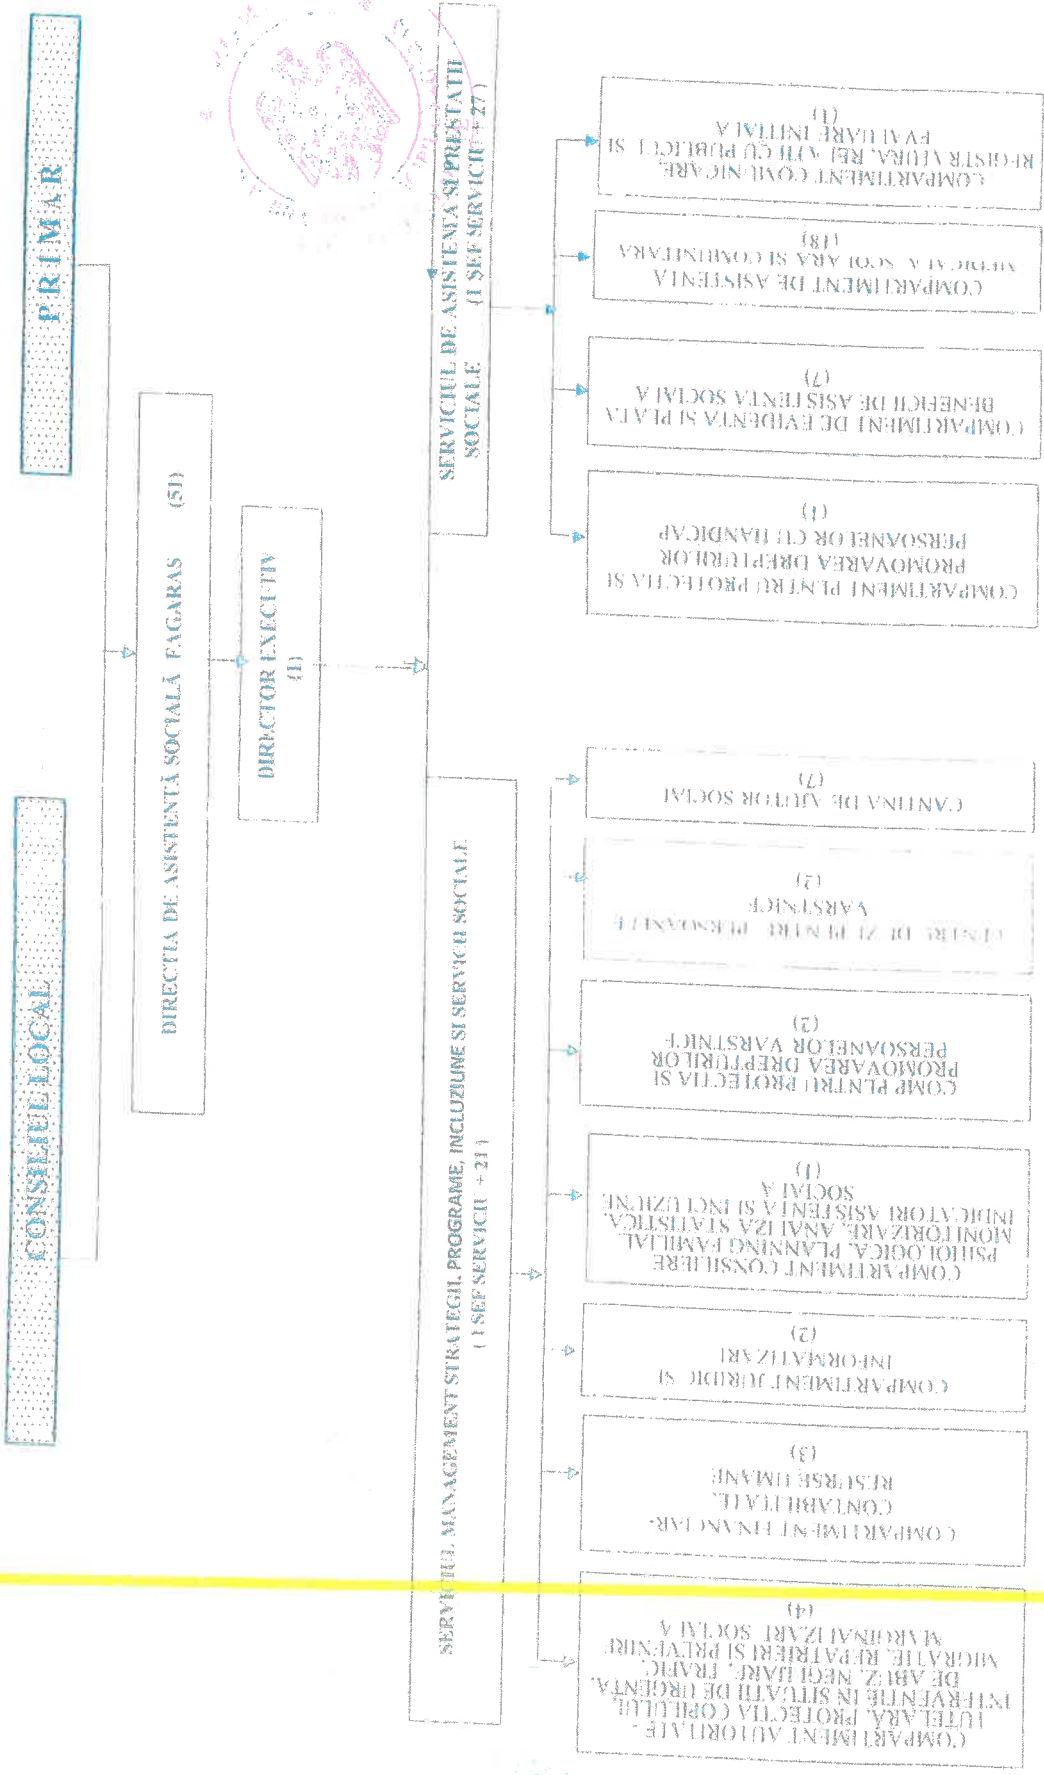 CONSILIUL LOCAL
PRIMAR
DIRECTIA DE ASISTENTĂ SOCIALĂ FAGARAS (51)
DIRECTOR EXECUTIV
(1)
SERVICIUL MANAGEMENT STRATEGII, PROGRAME, INCLUZIUNE SI SERVICII SOCIALE
(1 SEF SERVICIU + 21)
SERVICIUL DE ASISTENTA SI PRESTATII
SOCIALE (1 SEF SERVICIU + 27)
COMPARTIMENT AUTORITATE
TUTELARA, PROTECTIA COPILULUI,
INTERVENTIE IN SITUATII DE URGENTA,
DE ABUZ, NEGLIJARE, TRAFIC,
MIGRATIE, REPATRIERI SI PREVENIRE
MARGINALIZARE SOCIALA
(4)
COMPARTIMENT FINANCIAR-
CONTABILITATE,
RESURSE UMANE
(3)
COMPARTIMENT JURIDIC SI
INFORMATIZARI
(2)
COMPARTIMENT CONSILIERE
PSIHOLOGICA, PLANNING FAMILIAL,
MONITORIZARE, ANALIZA STATISTICA,
INDICATORI ASISTENTA SI INCLUZIUNE
SOCIALA
(1)
COMP PENTRU PROTECTIA SI
PROMOVAREA DREPTURILOR
PERSOANELOR VARSTNICE
(2)
DE ZI PENTRU PERSOANELE
VARSTNICE
(2)
CANTINA DE AJUTOR SOCIAL
(7)
COMPARTIMENT PENTRU PROTECTIA SI
PROMOVAREA DREPTURILOR
PERSOANELOR CU HANDICAP
(1)
COMPARTIMENT DE EVIDENTA SI PLATA
BENEFICII DE ASISTENTA SOCIALA
(7)
COMPARTIMENT DE ASISTENTA
MEDICALA SCOLARA SI COMUNITARA
(18)
COMPARTIMENT COMUNICARE,
REGISTRATURA, RELATII CU PUBLICUL SI
EVALUARE INITIALA
(1)